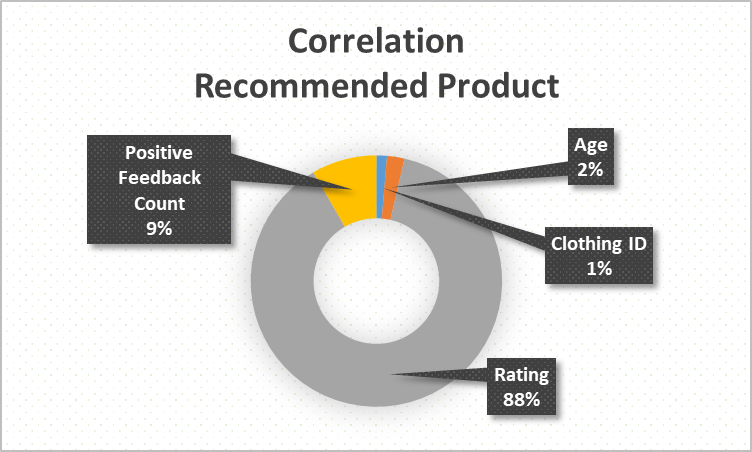 Correlation
Recommended Product
Positive
Feedback
Count
9%
Age
2%
Clothing ID
1%
Rating
88%